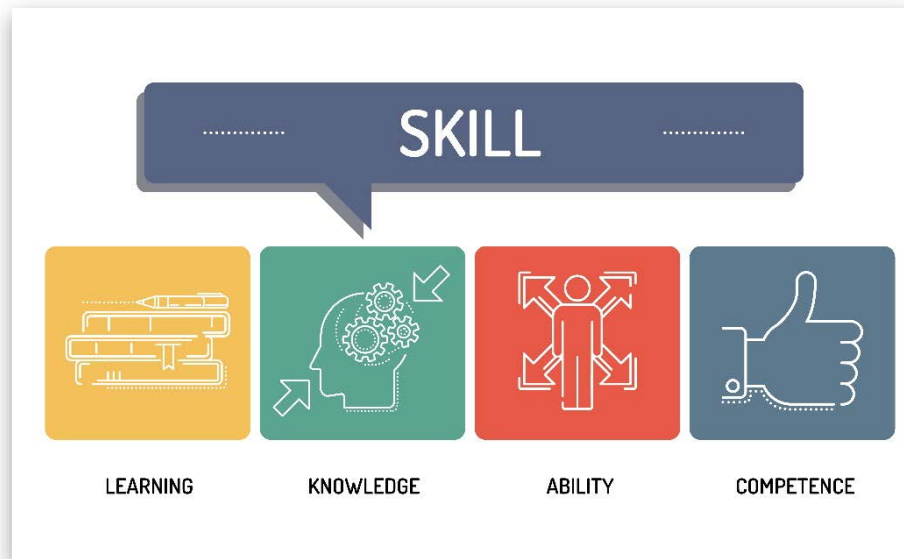 SKILL
LEARNING
KNOWLEDGE
ABILITY
COMPETENCE